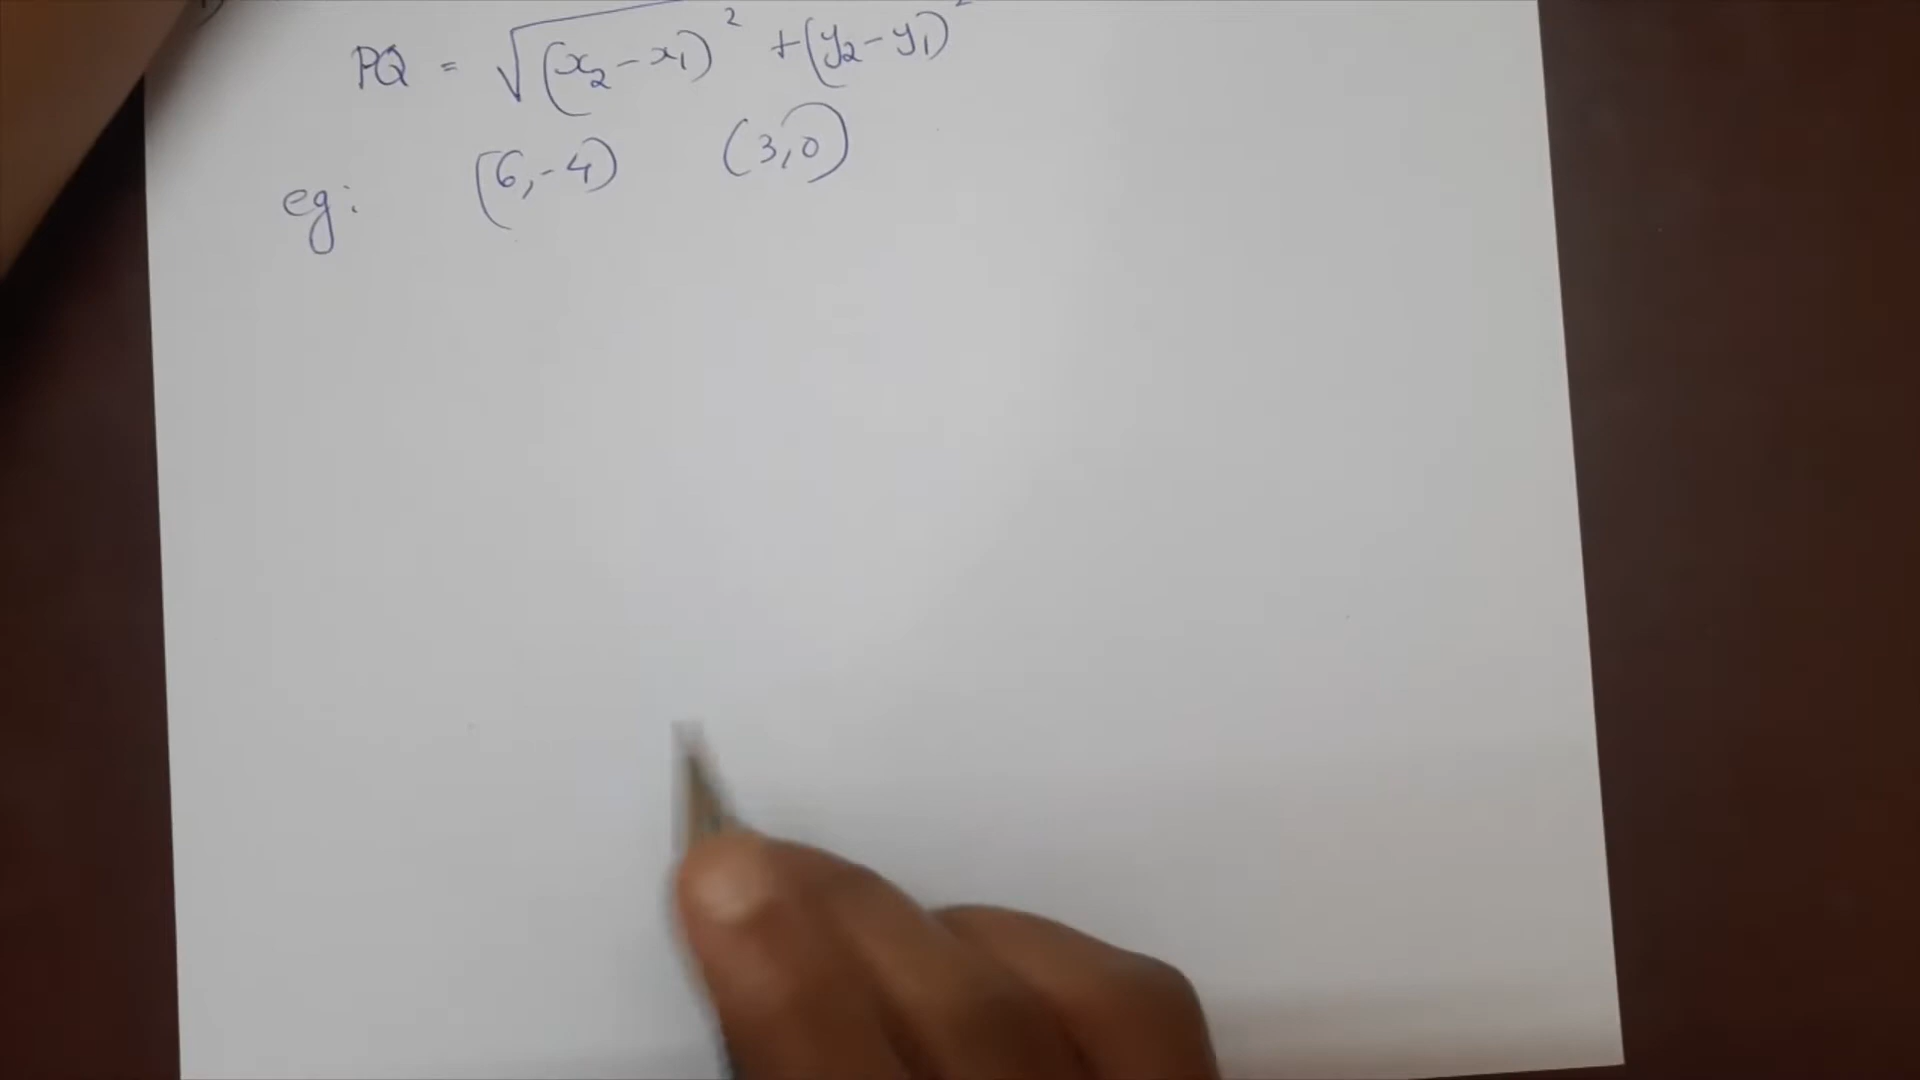 PQ = √(x₂ - x₁)² + (y₂ - y₁)²
eg: (6, -4) (3, 0)